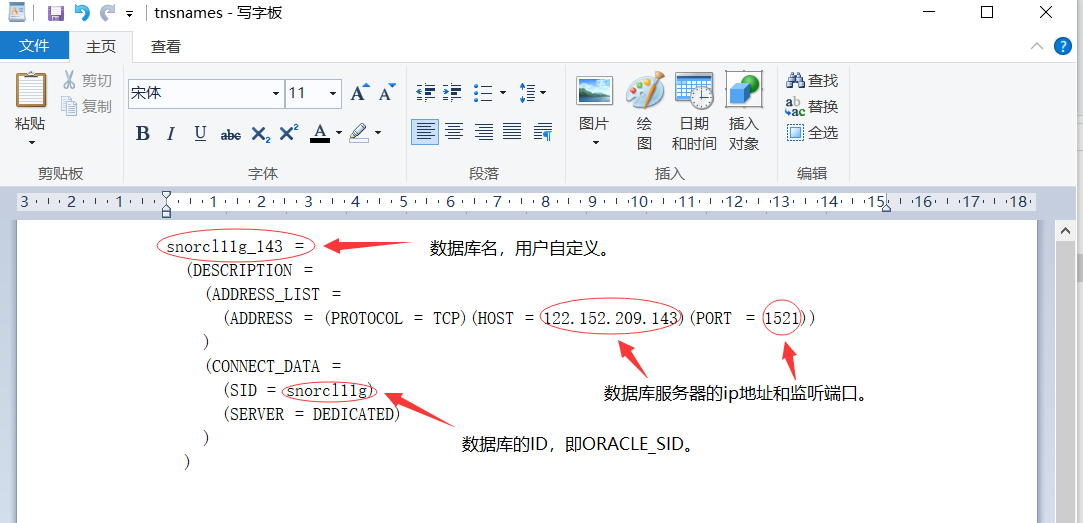 tnsnames - 写字板
文件 主页 查看
粘贴
剪切
复制
剪贴板
宋体 11
B I U abc X₂ X² A
字体
段落
图片
绘图
日期和时间
插入对象
插入
查找
替换
全选
编辑
3 2 1 1 2 3 4 5 6 7 8 9 10 11 12 13 14 15 16 17 18
snorcl11g_143 =
数据库名，用户自定义。
(DESCRIPTION =
(ADDRESS_LIST =
(ADDRESS = (PROTOCOL = TCP)(HOST = 122.152.209.143)(PORT = 1521))
)
(CONNECT_DATA =
(SID = snorcl11g)
数据库服务器的ip地址和监听端口。
(SERVER = DEDICATED)
)
数据库的ID，即ORACLE_SID。
)